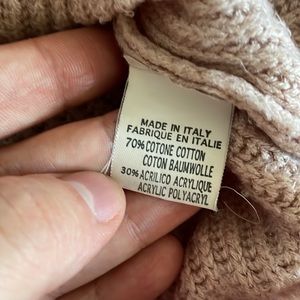 MADE IN ITALY
FABRIQUE EN ITALIE
70% COTONE COTTON
COTON BAUMWOLLE
30% ACRILICO ACRYLIQUE
ACRYLIC POLYACRYL